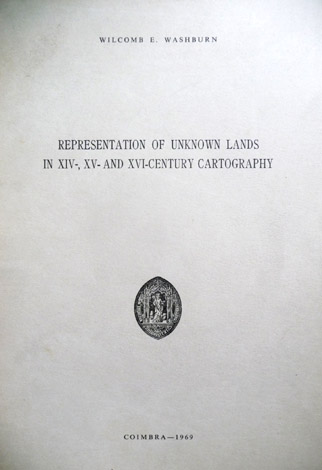 WILCOMB E. WASHBURN
REPRESENTATION OF UNKNOWN LANDS
IN XIV-, XV- AND XVI-CENTURY CARTOGRAPHY
COIMBRA—1969